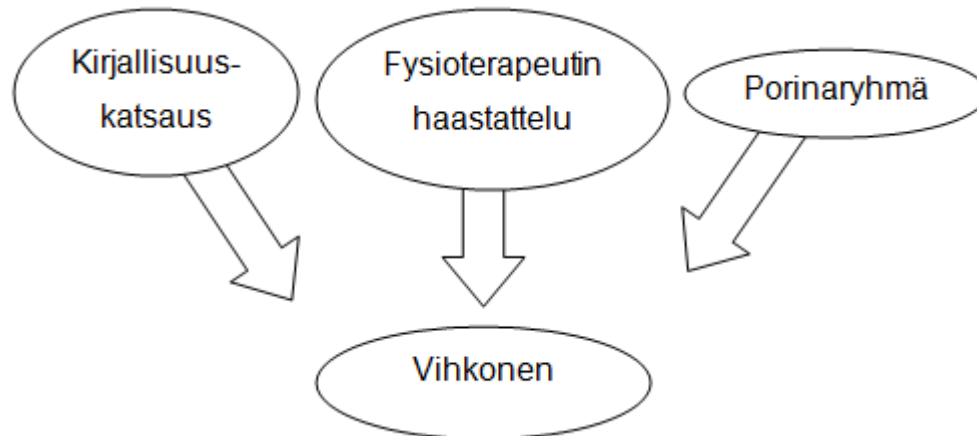 Kirjallisuus-
katsaus
Fysioterapeutin
haastattelu
Porinaryhmä
Vihkonen